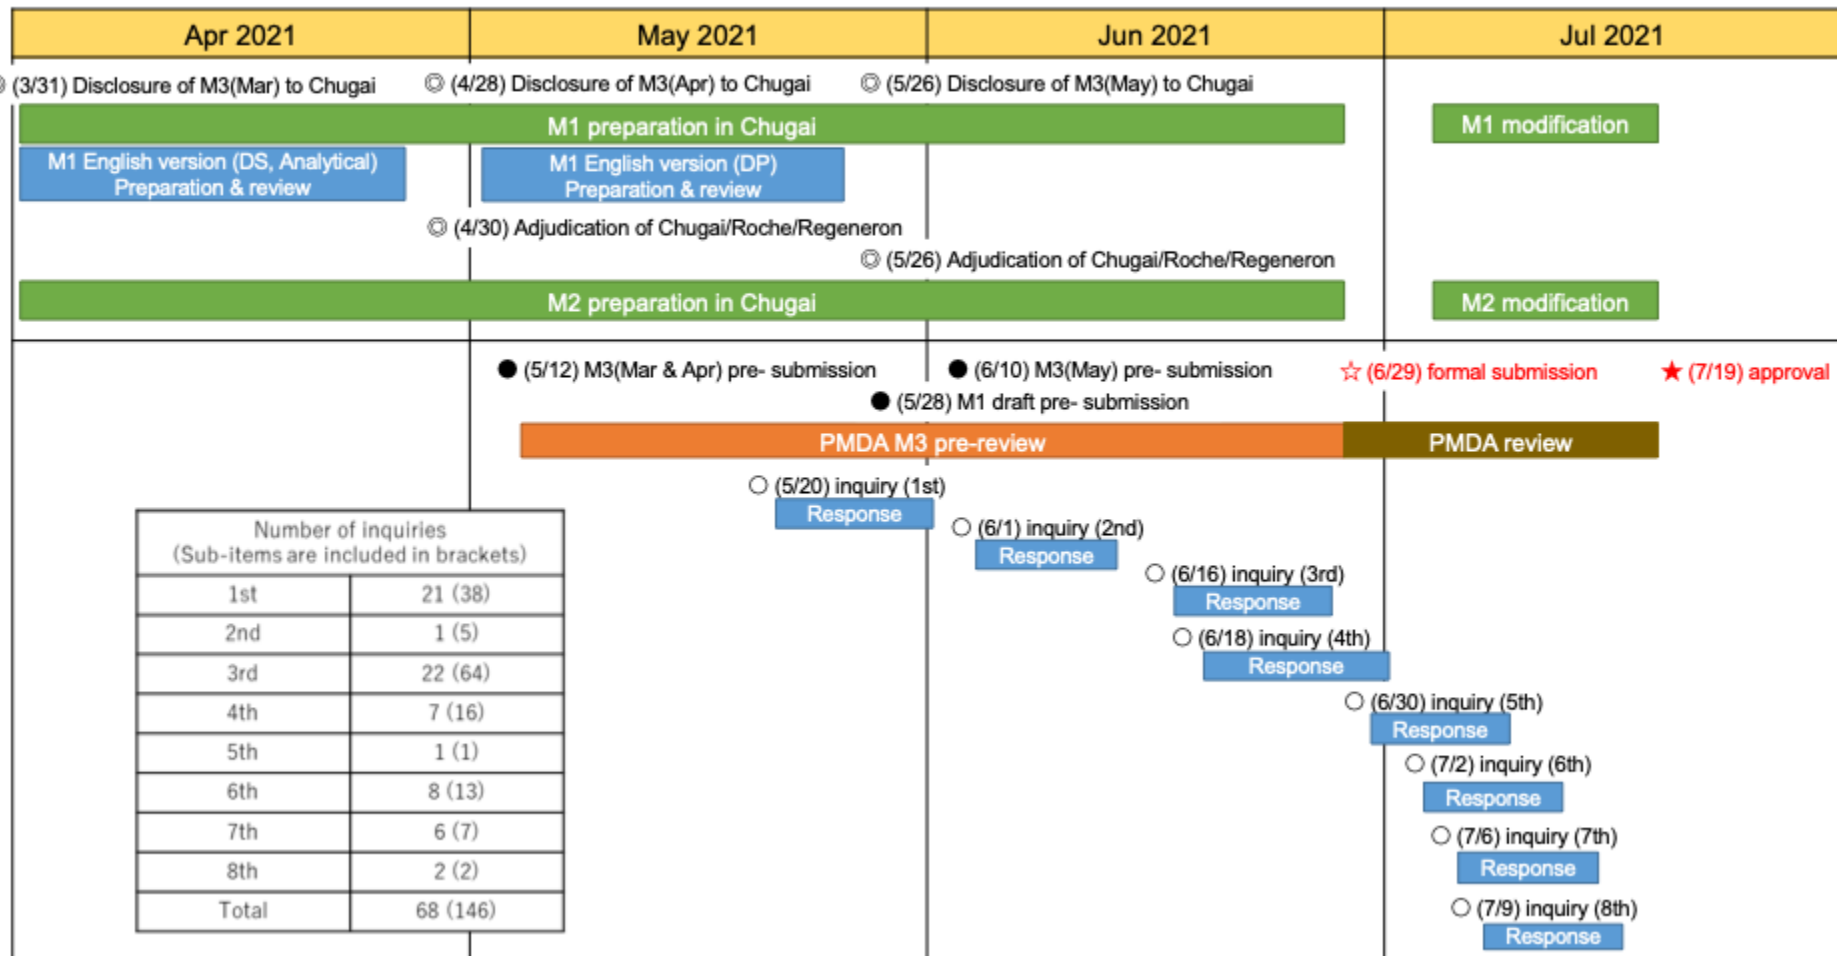 Apr 2021 May 2021 Jun 2021 Jul 2021
(3/31) Disclosure of M3(Mar) to Chugai ◎ (4/28) Disclosure of M3(Apr) to Chugai ◎ (5/26) Disclosure of M3(May) to Chugai
M1 preparation in Chugai M1 modification
M1 English version (DS, Analytical)
Preparation & review
M1 English version (DP)
Preparation & review
◎ (4/30) Adjudication of Chugai/Roche/Regeneron
◎ (5/26) Adjudication of Chugai/Roche/Regeneron
M2 preparation in Chugai M2 modification
● (5/12) M3(Mar & Apr) pre- submission ● (6/10) M3(May) pre- submission ☆ (6/29) formal submission ★ (7/19) approval
● (5/28) M1 draft pre- submission
PMDA M3 pre-review PMDA review
○ (5/20) inquiry (1st)
Response
○ (6/1) inquiry (2nd)
Response
○ (6/16) inquiry (3rd)
Response
○ (6/18) inquiry (4th)
Response
○ (6/30) inquiry (5th)
Response
○ (7/2) inquiry (6th)
Response
○ (7/6) inquiry (7th)
Response
○ (7/9) inquiry (8th)
Response
Number of inquiries
(Sub-items are included in brackets)
1st 21 (38)
2nd 1 (5)
3rd 22 (64)
4th 7 (16)
5th 1 (1)
6th 8 (13)
7th 6 (7)
8th 2 (2)
Total 68 (146)